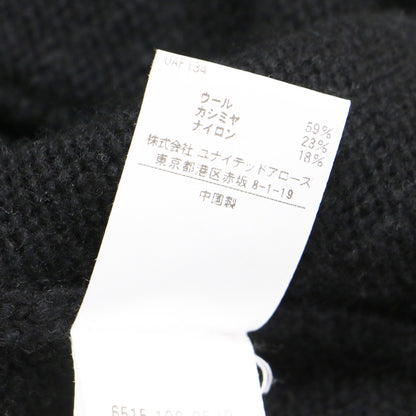 UAF134
ウール 59%
カシミヤ 23%
ナイロン 18%
株式会社 ユナイテッドアローズ
東京都港区赤坂 8-1-19
中国製
6515